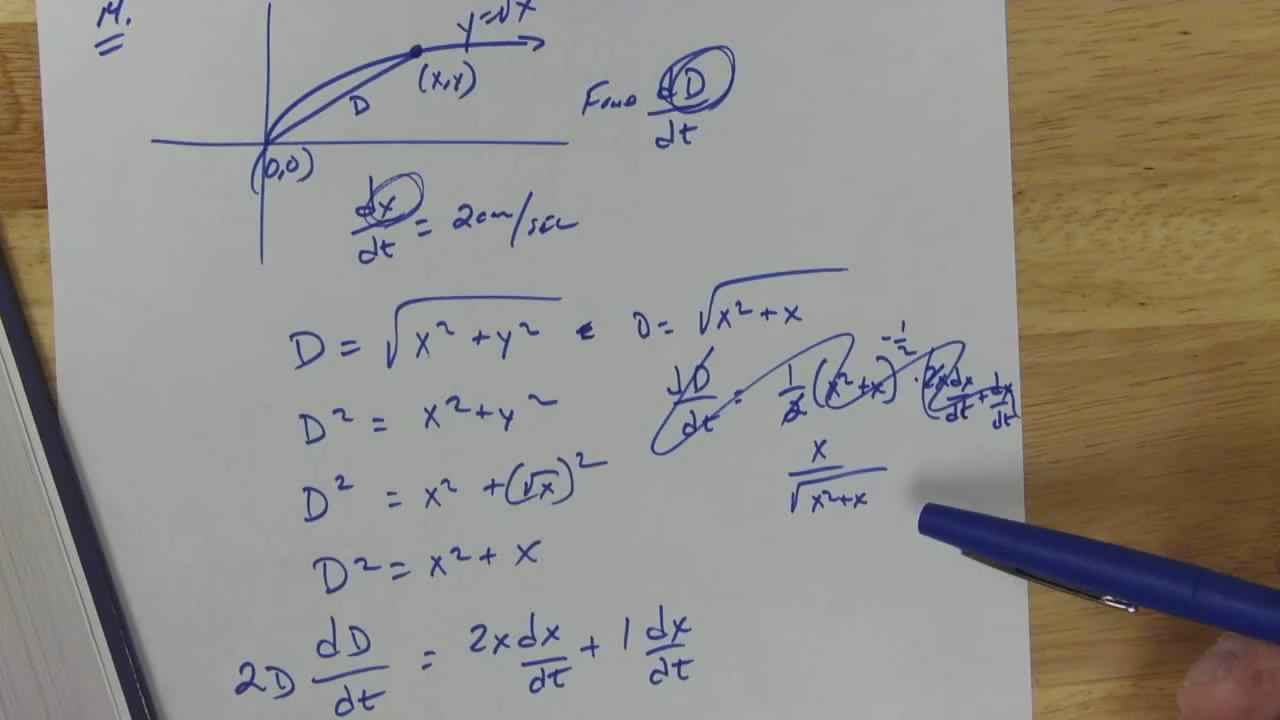 14.
y=√x
(x,y)
D
(0,0)
Find dD/dt
dx/dt = 2cm/sec
D = √(x² + y²)
D = √(x² + x)
D² = x² + y²
dD/dt = 1/2 (x² + x)^(-1/2) · (2x dx/dt + dx/dt)
D² = x² + (√x)²
x/√(x²+x)
D² = x² + x
2D dD/dt = 2x dx/dt + 1 dx/dt